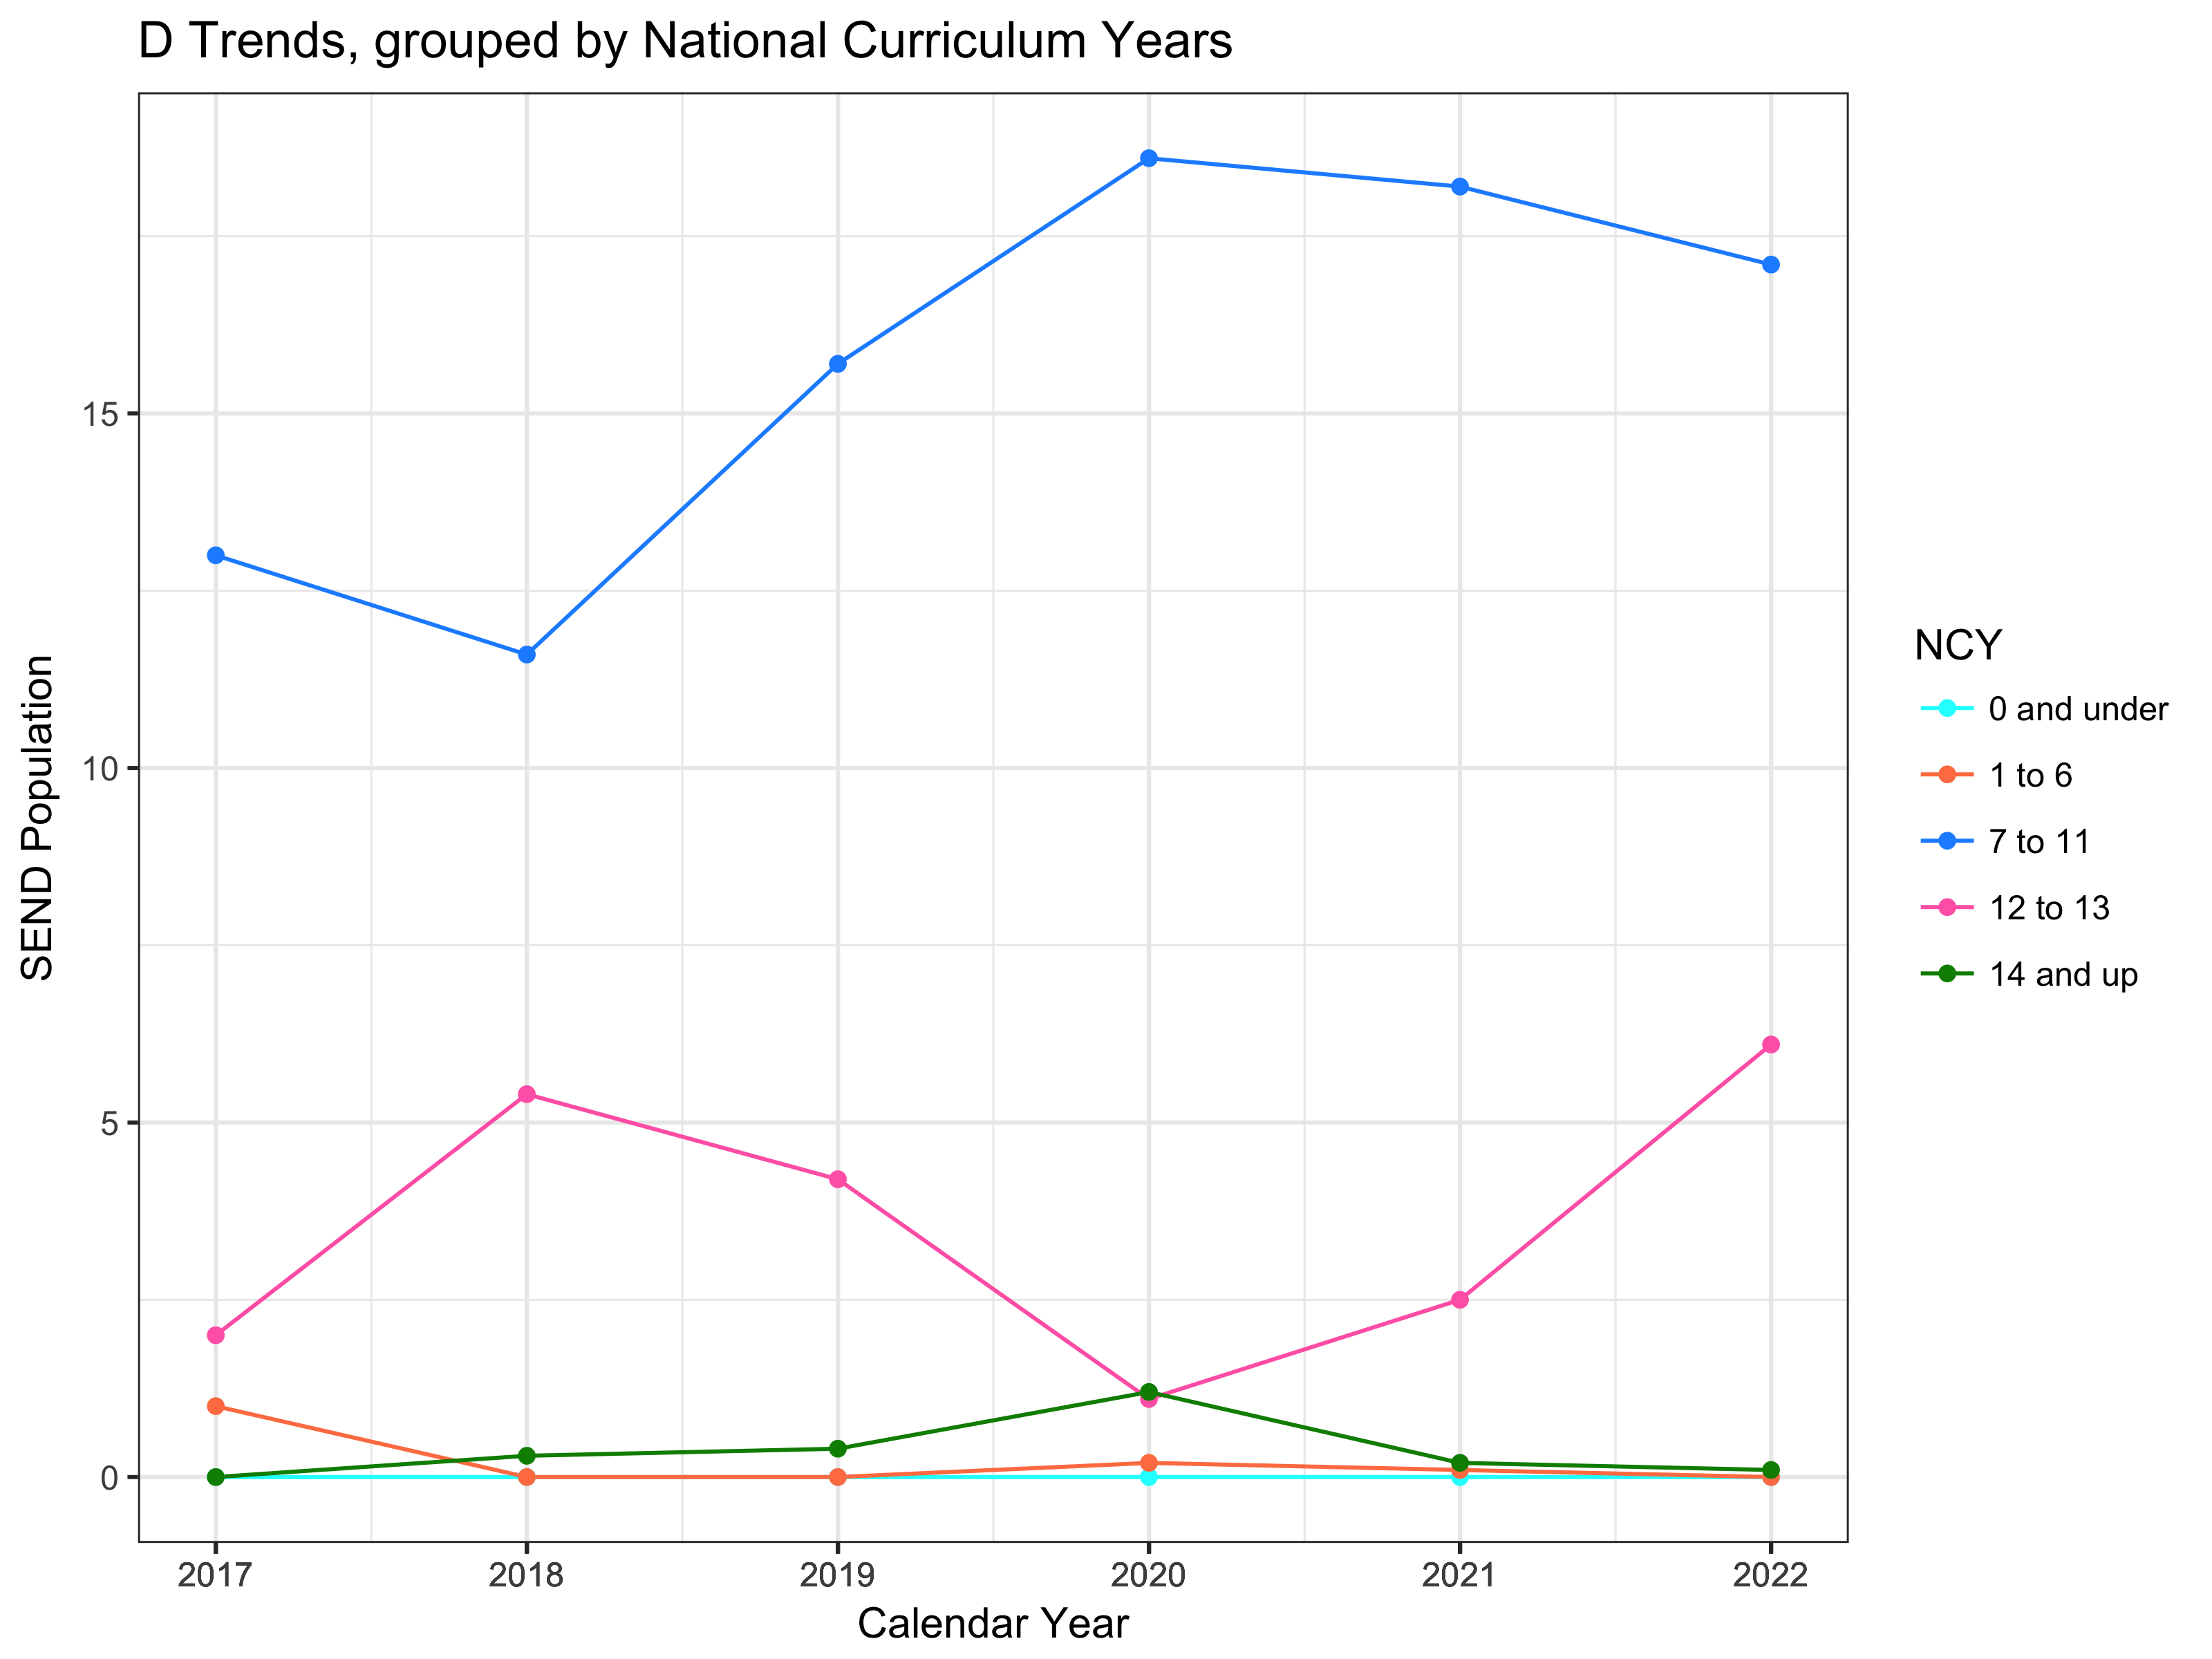 D Trends, grouped by National Curriculum Years
15
10
5
0
SEND Population
2017 2018 2019 2020 2021 2022
Calendar Year
NCY
0 and under
1 to 6
7 to 11
12 to 13
14 and up